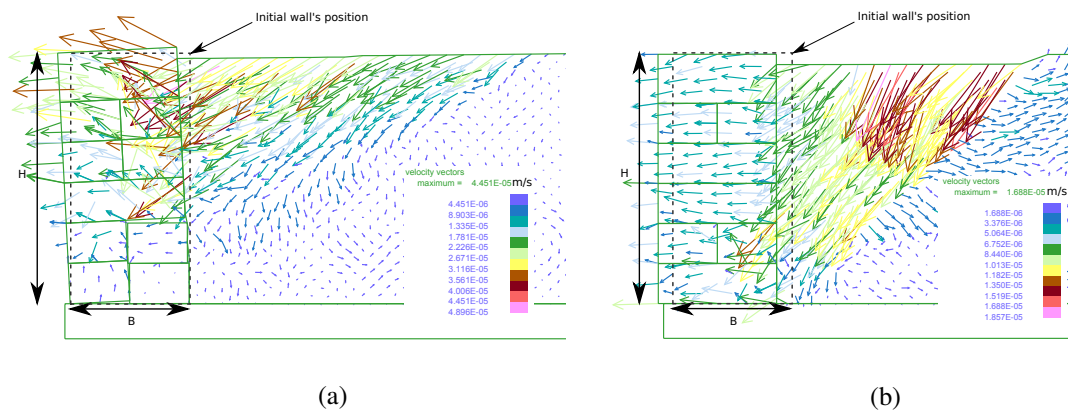 Initial wall's position
H
B
velocity vectors
maximum = 4.451E-05 m/s
4.451E-06
8.903E-06
1.335E-05
1.781E-05
2.226E-05
2.671E-05
3.116E-05
3.561E-05
4.006E-05
4.451E-05
4.896E-05
(a)
Initial wall's position
H
B
velocity vectors
maximum = 1.688E-05 m/s
1.688E-06
3.376E-06
5.064E-06
6.752E-06
8.440E-06
1.013E-05
1.182E-05
1.350E-05
1.519E-05
1.688E-05
1.857E-05
(b)